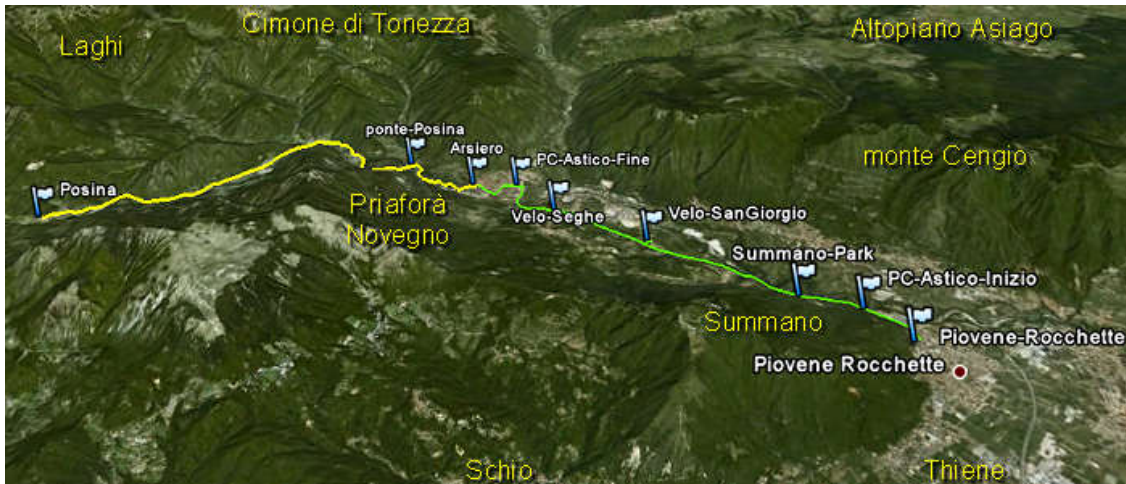 Cimone di Tonezza
Altopiano Asiago
Laghi
ponte-Posina
Arsiero
PC-Astico-Fine
monte Cengio
Posina
Priaforà
Novegno
Velo-Seghe
Velo-SanGiorgio
Summano-Park
PC-Astico-Inizio
Summano
Piovene-Rocchette
Piovene Rocchette
Schio
Thiene